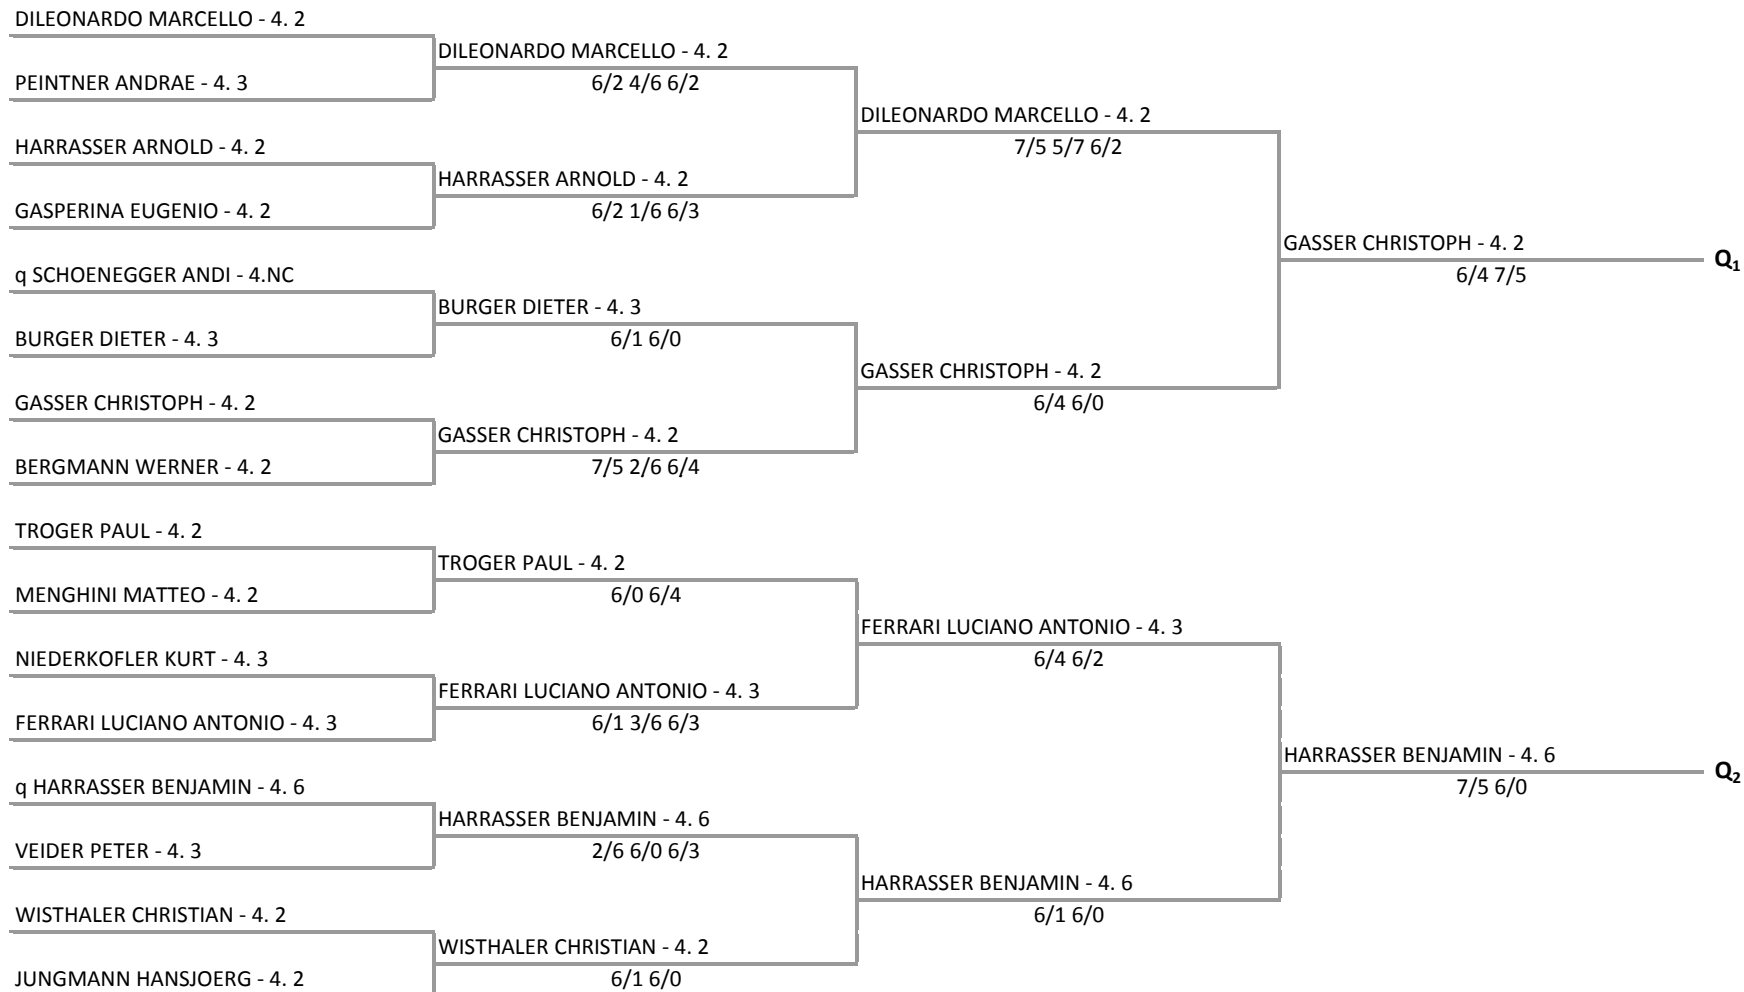 DILEONARDO MARCELLO - 4. 2
DILEONARDO MARCELLO - 4. 2
PEINTNER ANDRAE - 4. 3
6/2 4/6 6/2
DILEONARDO MARCELLO - 4. 2
HARRASSER ARNOLD - 4. 2
7/5 5/7 6/2
HARRASSER ARNOLD - 4. 2
GASPERINA EUGENIO - 4. 2
6/2 1/6 6/3
GASSER CHRISTOPH - 4. 2
Q1
q SCHOENEGGER ANDI - 4.NC
6/4 7/5
BURGER DIETER - 4. 3
BURGER DIETER - 4. 3
6/1 6/0
GASSER CHRISTOPH - 4. 2
GASSER CHRISTOPH - 4. 2
6/4 6/0
GASSER CHRISTOPH - 4. 2
BERGMANN WERNER - 4. 2
7/5 2/6 6/4
TROGER PAUL - 4. 2
TROGER PAUL - 4. 2
MENGHINI MATTEO - 4. 2
6/0 6/4
FERRARI LUCIANO ANTONIO - 4. 3
NIEDERKOFLER KURT - 4. 3
6/4 6/2
FERRARI LUCIANO ANTONIO - 4. 3
FERRARI LUCIANO ANTONIO - 4. 3
6/1 3/6 6/3
HARRASSER BENJAMIN - 4. 6
Q2
q HARRASSER BENJAMIN - 4. 6
7/5 6/0
HARRASSER BENJAMIN - 4. 6
VEIDER PETER - 4. 3
2/6 6/0 6/3
HARRASSER BENJAMIN - 4. 6
WISTHALER CHRISTIAN - 4. 2
6/1 6/0
WISTHALER CHRISTIAN - 4. 2
JUNGMANN HANSJOERG - 4. 2
6/1 6/0